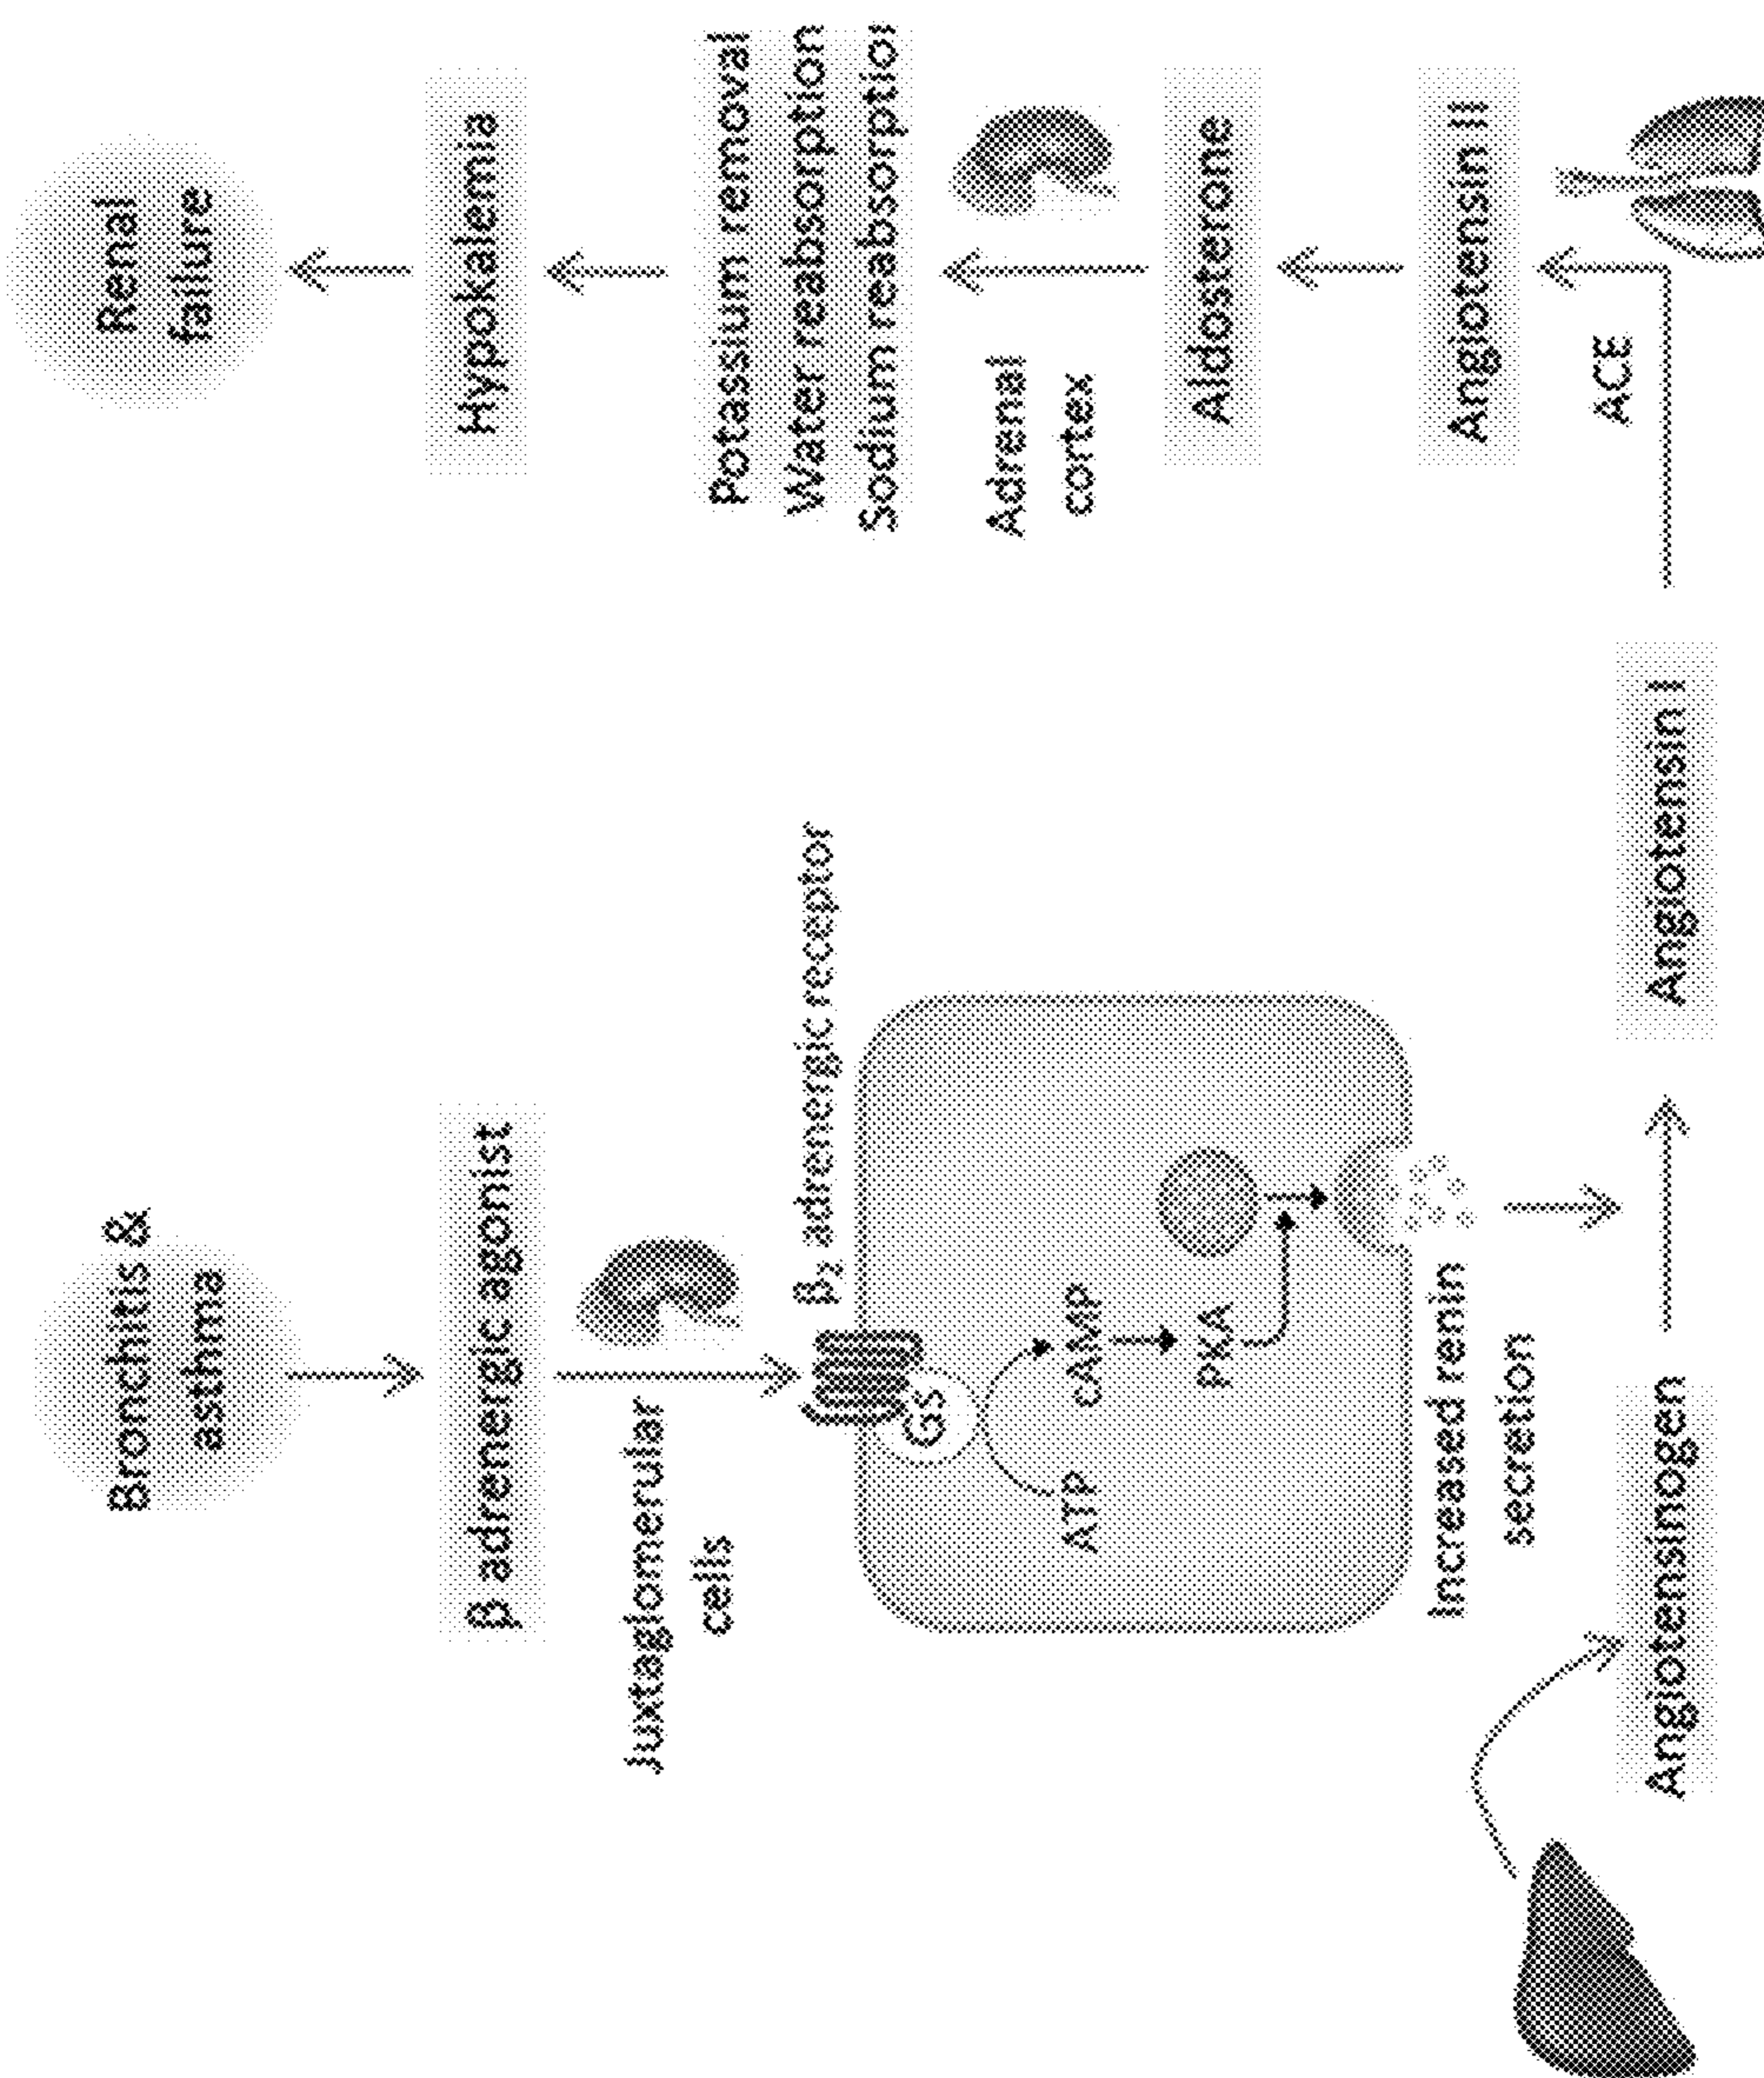 Bronchitis &
asthma
β adrenergic agonist
Juxtaglomerular
cells
β₂ adrenergic receptor
GS
ATP
cAMP
PKA
Increased renin
secretion
Angiotensinogen
Angiotensin I
ACE
Angiotensin II
Aldosterone
Adrenal
cortex
Potassium removal
Water reabsorption
Sodium reabsorption
Hypokalemia
Renal
failure